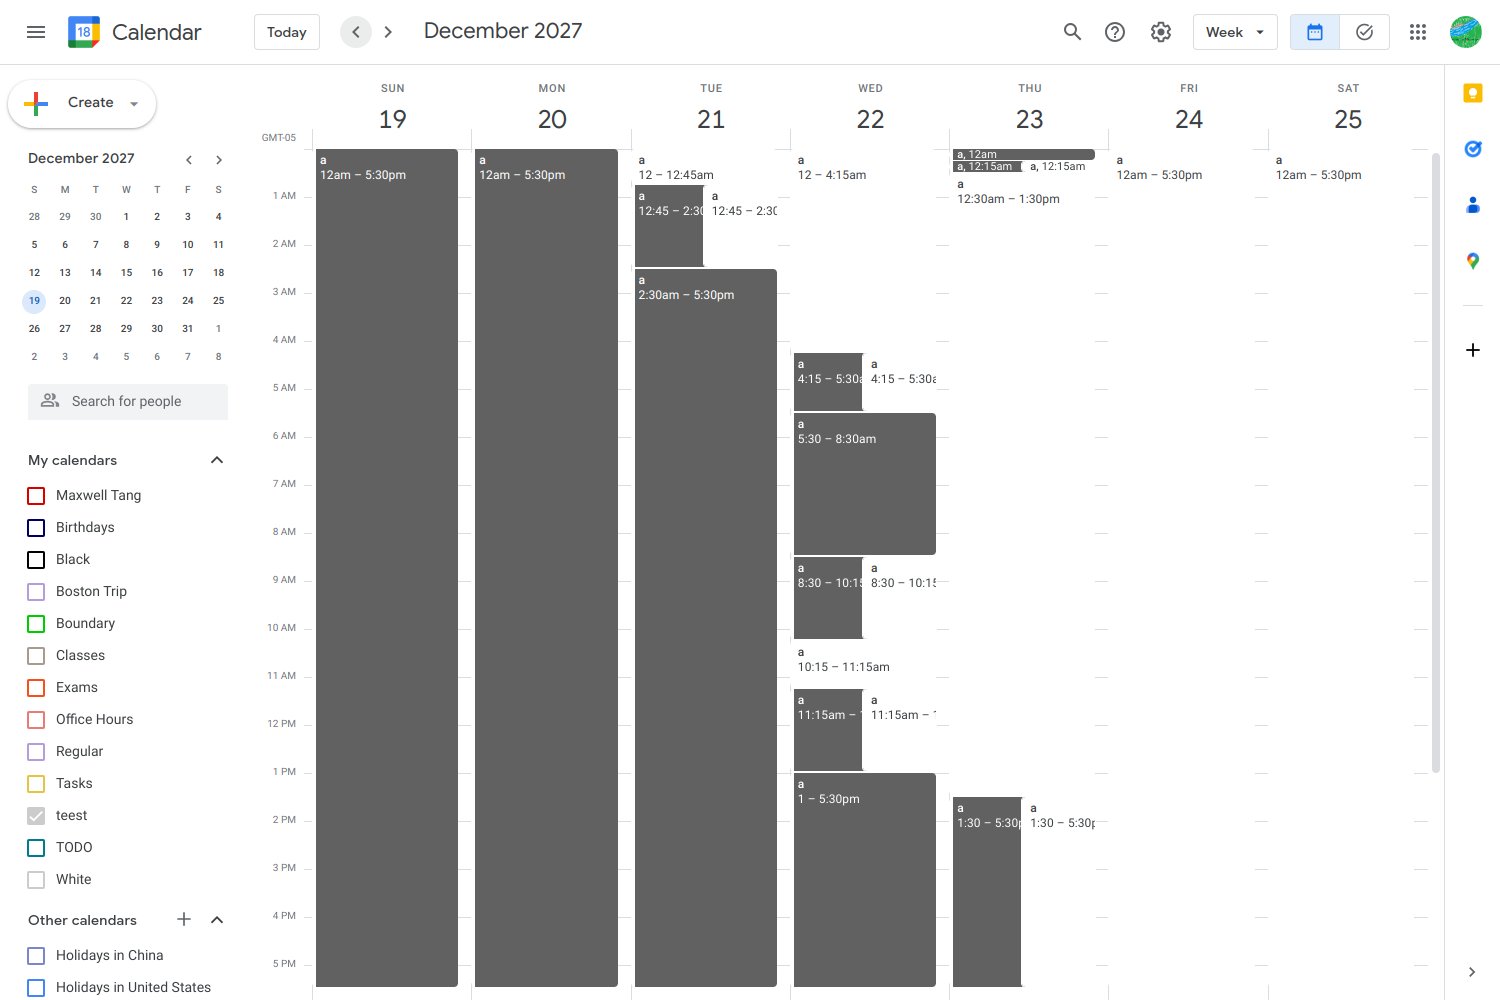 18 Calendar Today December 2027 Week
Create
SUN MON TUE WED THU FRI SAT
19 20 21 22 23 24 25
GMT-05
December 2027
S M T W T F S
28 29 30 1 2 3 4
5 6 7 8 9 10 11
12 13 14 15 16 17 18
19 20 21 22 23 24 25
26 27 28 29 30 31 1
2 3 4 5 6 7 8
Search for people
My calendars
Maxwell Tang
Birthdays
Black
Boston Trip
Boundary
Classes
Exams
Office Hours
Regular
Tasks
teest
TODO
White
Other calendars
Holidays in China
Holidays in United States
1 AM
2 AM
3 AM
4 AM
5 AM
6 AM
7 AM
8 AM
9 AM
10 AM
11 AM
12 PM
1 PM
2 PM
3 PM
4 PM
5 PM
a
12am – 5:30pm
a
12am – 5:30pm
a
12 – 12:45am
a
12:45 – 2:30
a
12:45 – 2:30
a
2:30am – 5:30pm
a
12 – 4:15am
a
4:15 – 5:30a
a
4:15 – 5:30a
a
5:30 – 8:30am
a
8:30 – 10:15
a
8:30 – 10:15
a
10:15 – 11:15am
a
11:15am –
a
11:15am –
a
1 – 5:30pm
a, 12am
a, 12:15am
a, 12:15am
a
12:30am – 1:30pm
a
1:30 – 5:30p
a
1:30 – 5:30p
a
12am – 5:30pm
a
12am – 5:30pm